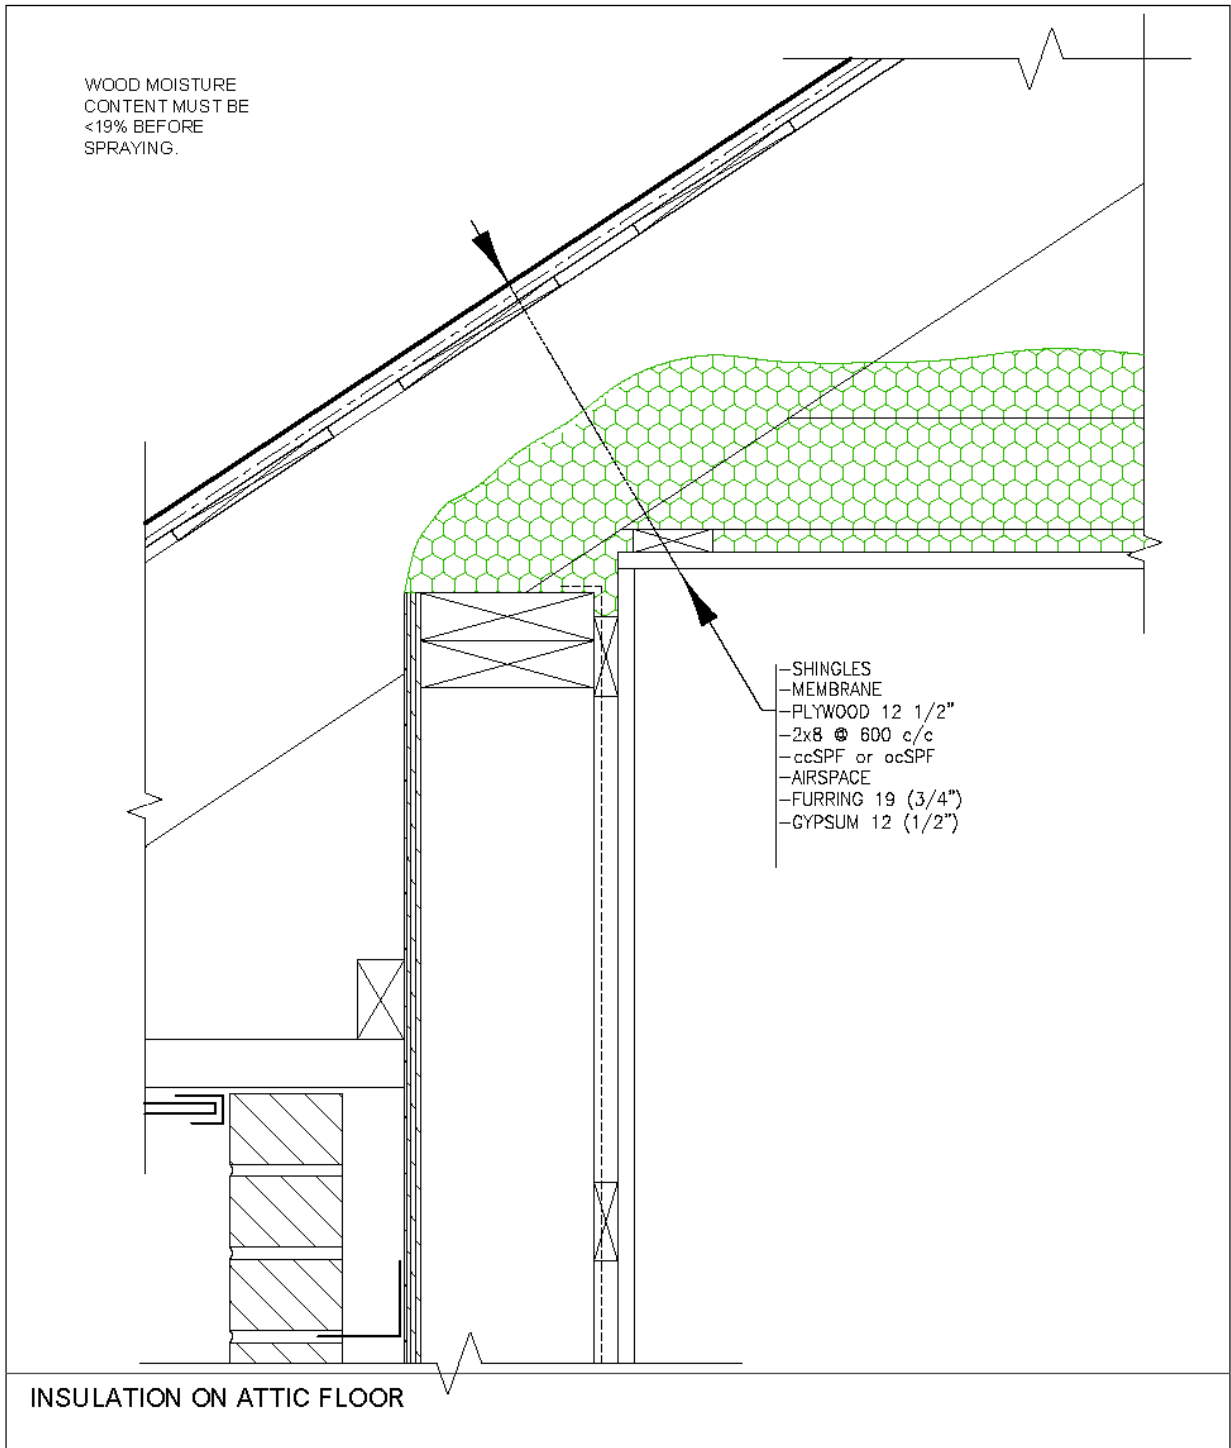 WOOD MOISTURE
CONTENT MUST BE
<19% BEFORE
SPRAYING.
-SHINGLES
-MEMBRANE
-PLYWOOD 12 1/2"
-2x8 @ 600 c/c
-ccSPF or ocSPF
-AIRSPACE
-FURRING 19 (3/4")
-GYPSUM 12 (1/2")
INSULATION ON ATTIC FLOOR